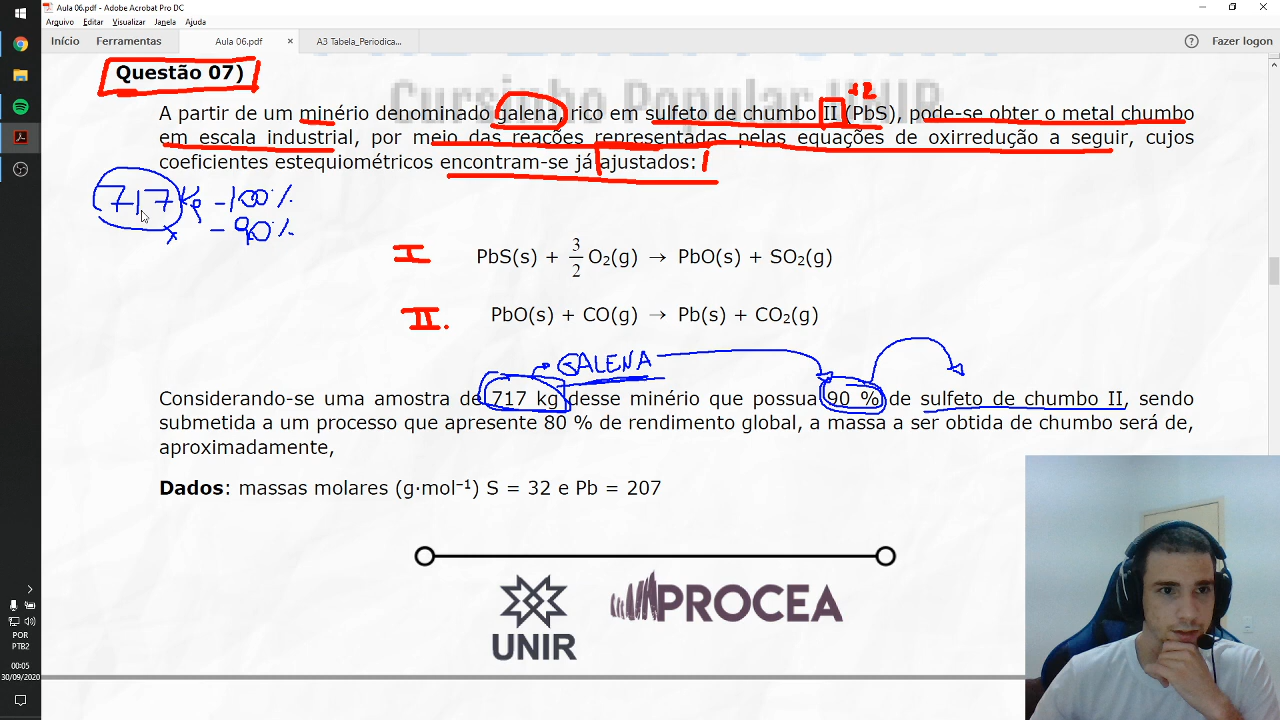 Aula 06.pdf - Adobe Acrobat Pro DC
Arquivo Editar Visualizar Janela Ajuda
Início Ferramentas Aula 06.pdf × A3 Tabela_Periodica... ? Fazer logon
Questão 07)
Cursinho Popular UNIR
+2
A partir de um minério denominado galena, rico em sulfeto de chumbo II (PbS), pode-se obter o metal chumbo
em escala industrial, por meio das reações representadas pelas equações de oxirredução a seguir, cujos
coeficientes estequiométricos encontram-se já ajustados:
717 Kg - 100%
x - 90%
I PbS(s) + 3/2 O₂(g) → PbO(s) + SO₂(g)
II. PbO(s) + CO(g) → Pb(s) + CO₂(g)
GALENA
Considerando-se uma amostra de 717 kg desse minério que possua 90 % de sulfeto de chumbo II, sendo
submetida a um processo que apresente 80 % de rendimento global, a massa a ser obtida de chumbo será de,
aproximadamente,
Dados: massas molares (g·mol⁻¹) S = 32 e Pb = 207
UNIR
PROCEA
POR
PTB2
00:05
30/09/2020